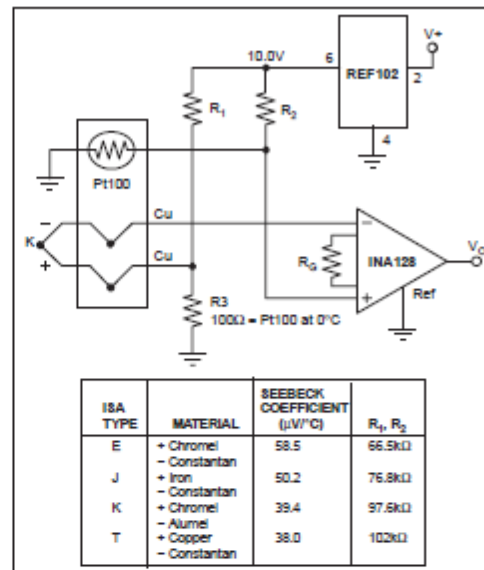 10.0V
6
REF102
V+
2
4
R1
R2
Pt100
Cu
−
K
+
Cu
RG
−
INA128
+
VO
Ref
R3
100Ω = Pt100 at 0°C
ISA TYPE
MATERIAL
SEEBECK COEFFICIENT (μV/°C)
R1, R2
E
+ Chromel
− Constantan
58.5
66.5kΩ
J
+ Iron
− Constantan
50.2
76.8kΩ
K
+ Chromel
− Alumel
39.4
97.6kΩ
T
+ Copper
− Constantan
38.0
102kΩ